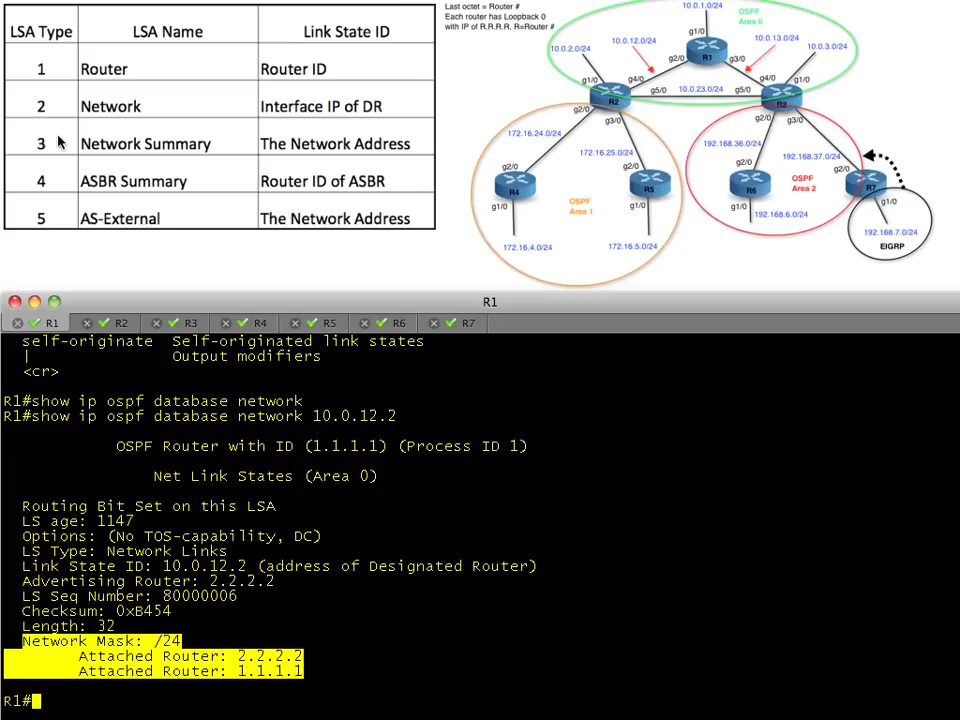 LSA Type LSA Name Link State ID
1 Router Router ID
2 Network Interface IP of DR
3 Network Summary The Network Address
4 ASBR Summary Router ID of ASBR
5 AS-External The Network Address
Last octet = Router #
Each router has Loopback 0
with IP of R.R.R.R, R=Router #
10.0.1.0/24
OSPF
Area 0
g1/0
10.0.12.0/24
10.0.13.0/24
10.0.2.0/24
10.0.3.0/24
R1
g2/0
g3/0
g1/0
g4/0
g4/0
g1/0
g5/0
10.0.23.0/24
g5/0
R2
R3
g2/0
g3/0
g2/0
g3/0
172.16.24.0/24
172.16.25.0/24
192.168.36.0/24
192.168.37.0/24
g2/0
g2/0
g2/0
g2/0
R4
R5
R6
R7
OSPF
Area 2
OSPF
Area 1
g1/0
g1/0
g1/0
g1/0
192.168.6.0/24
192.168.7.0/24
172.16.4.0/24
172.16.5.0/24
EIGRP
R1
R1 R2 R3 R4 R5 R6 R7
self-originate Self-originated link states
| Output modifiers
<cr>
R1#show ip ospf database network
R1#show ip ospf database network 10.0.12.2
OSPF Router with ID (1.1.1.1) (Process ID 1)
Net Link States (Area 0)
Routing Bit Set on this LSA
LS age: 1147
Options: (No TOS-capability, DC)
LS Type: Network Links
Link State ID: 10.0.12.2 (address of Designated Router)
Advertising Router: 2.2.2.2
LS Seq Number: 80000006
Checksum: 0xB454
Length: 32
Network Mask: /24
Attached Router: 2.2.2.2
Attached Router: 1.1.1.1
R1#